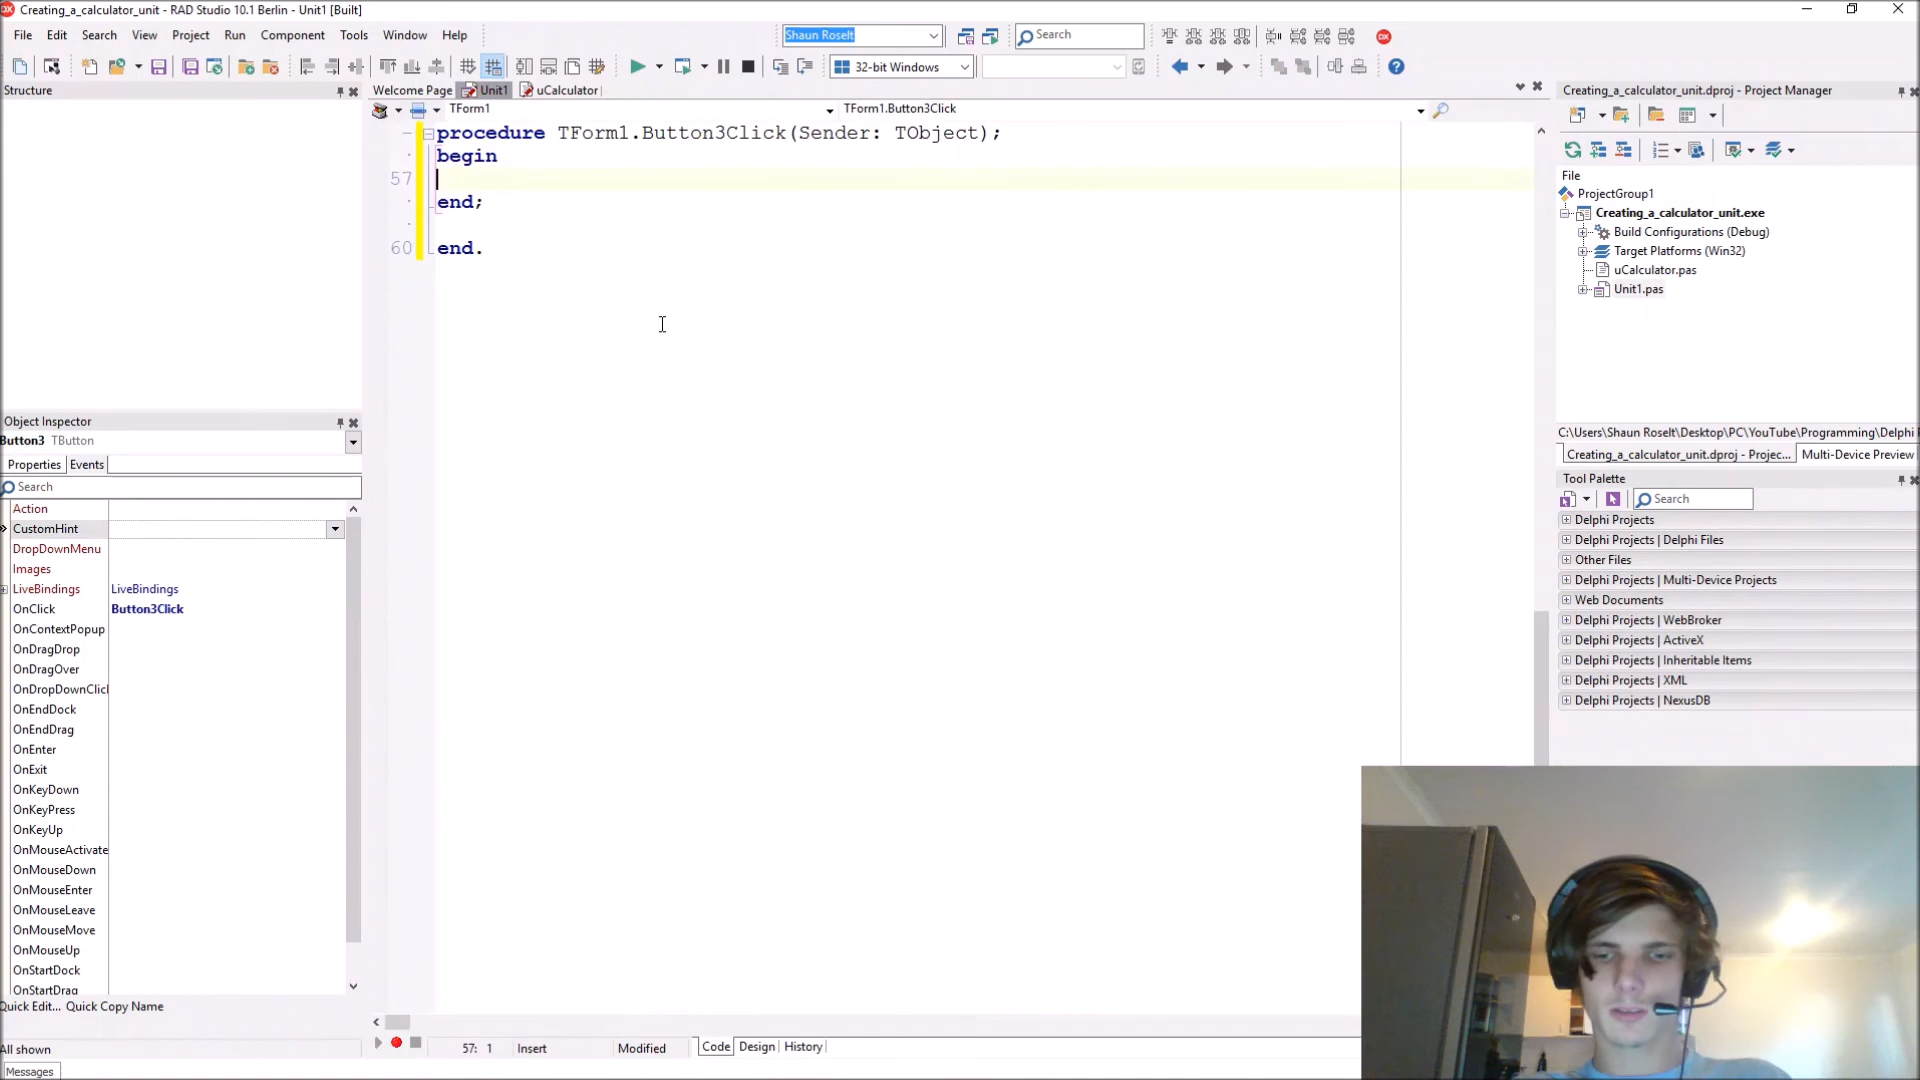 Creating_a_calculator_unit - RAD Studio 10.1 Berlin - Unit1 [Built]
File Edit Search View Project Run Component Tools Window Help
Shaun Roselt
Search
32-bit Windows
Structure
Welcome Page Unit1 uCalculator
TForm1 TForm1.Button3Click
procedure TForm1.Button3Click(Sender: TObject);
begin
57
end;
60 end.
Object Inspector
Button3 TButton
Properties Events
Search
Action
CustomHint
DropDownMenu
Images
LiveBindings LiveBindings
OnClick Button3Click
OnContextPopup
OnDragDrop
OnDragOver
OnDropDownClicl
OnEndDock
OnEndDrag
OnEnter
OnExit
OnKeyDown
OnKeyPress
OnKeyUp
OnMouseActivate
OnMouseDown
OnMouseEnter
OnMouseLeave
OnMouseMove
OnMouseUp
OnStartDock
OnStartDrag
Quick Edit... Quick Copy Name
All shown
Messages
57: 1 Insert Modified Code Design History
Creating_a_calculator_unit.dproj - Project Manager
File
ProjectGroup1
Creating_a_calculator_unit.exe
Build Configurations (Debug)
Target Platforms (Win32)
uCalculator.pas
Unit1.pas
C:\Users\Shaun Roselt\Desktop\PC\YouTube\Programming\Delphi
Creating_a_calculator_unit.dproj - Projec... Multi-Device Preview
Tool Palette
Search
Delphi Projects
Delphi Projects | Delphi Files
Other Files
Delphi Projects | Multi-Device Projects
Web Documents
Delphi Projects | WebBroker
Delphi Projects | ActiveX
Delphi Projects | Inheritable Items
Delphi Projects | XML
Delphi Projects | NexusDB